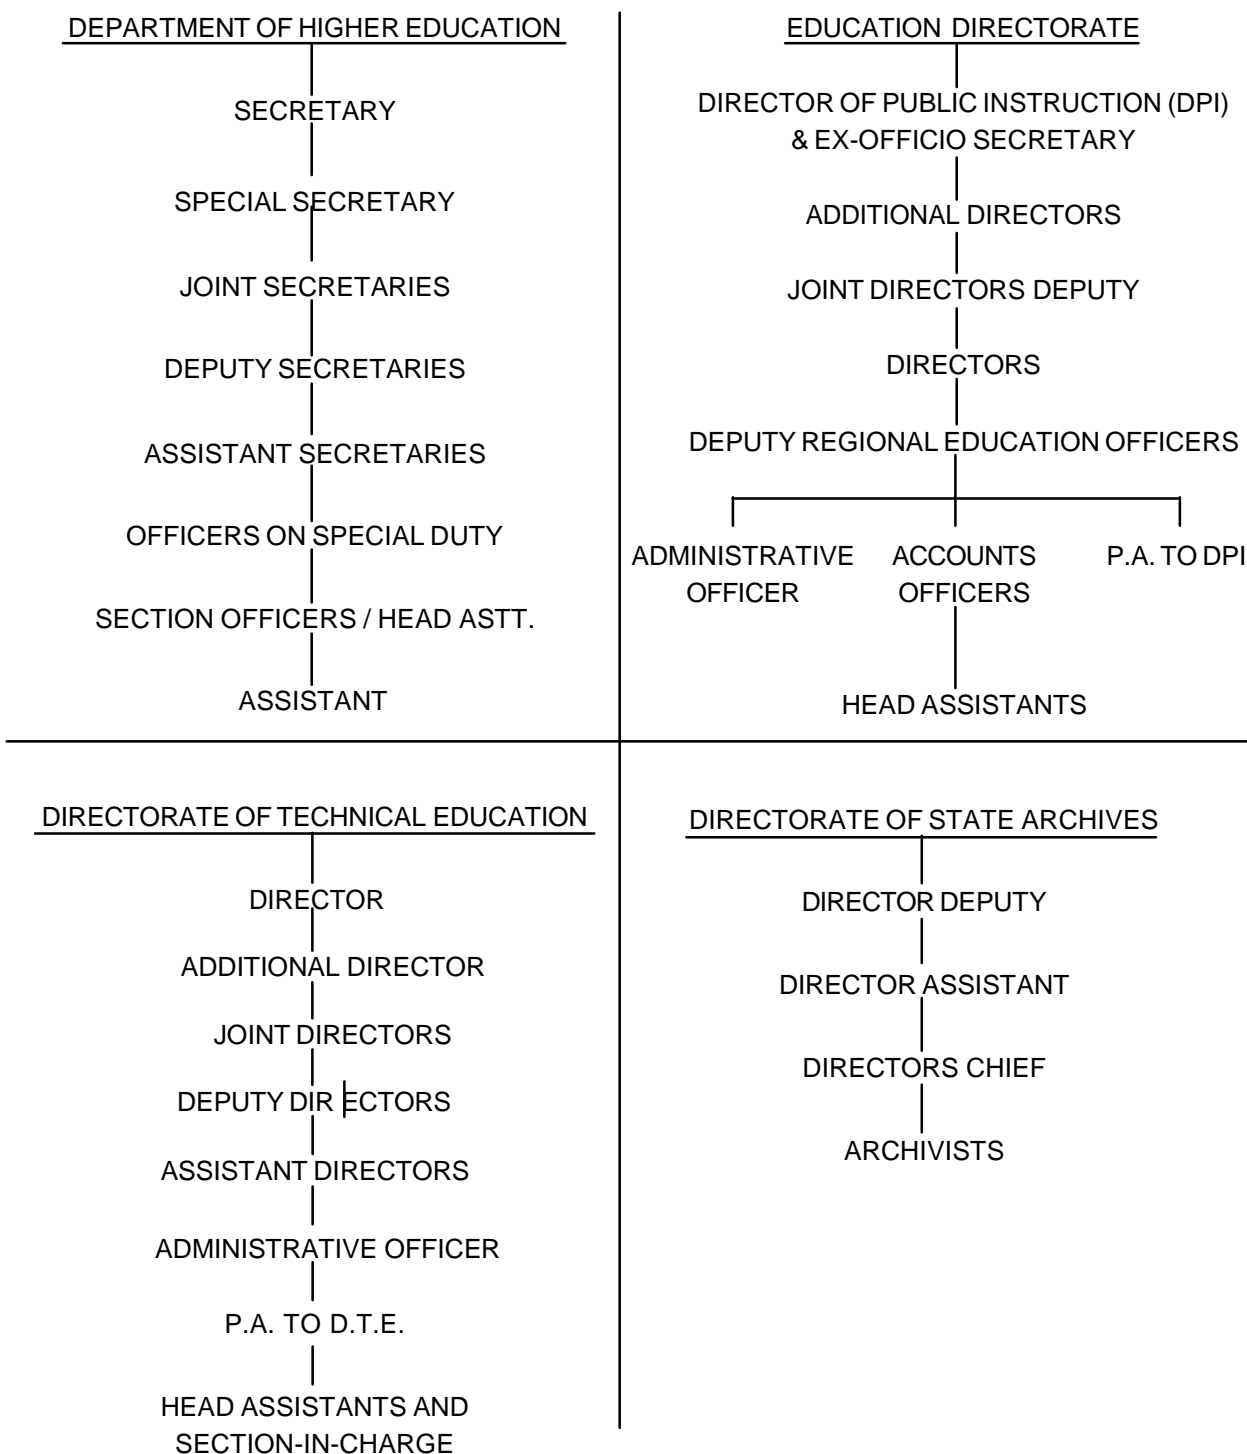 DEPARTMENT OF HIGHER EDUCATION
SECRETARY
SPECIAL SECRETARY
JOINT SECRETARIES
DEPUTY SECRETARIES
ASSISTANT SECRETARIES
OFFICERS ON SPECIAL DUTY
SECTION OFFICERS / HEAD ASTT.
ASSISTANT
EDUCATION DIRECTORATE
DIRECTOR OF PUBLIC INSTRUCTION (DPI)
& EX-OFFICIO SECRETARY
ADDITIONAL DIRECTORS
JOINT DIRECTORS DEPUTY
DIRECTORS
DEPUTY REGIONAL EDUCATION OFFICERS
ADMINISTRATIVE
OFFICER
ACCOUNTS
OFFICERS
P.A. TO DPI
HEAD ASSISTANTS
DIRECTORATE OF TECHNICAL EDUCATION
DIRECTOR
ADDITIONAL DIRECTOR
JOINT DIRECTORS
DEPUTY DIRECTORS
ASSISTANT DIRECTORS
ADMINISTRATIVE OFFICER
P.A. TO D.T.E.
HEAD ASSISTANTS AND
SECTION-IN-CHARGE
DIRECTORATE OF STATE ARCHIVES
DIRECTOR DEPUTY
DIRECTOR ASSISTANT
DIRECTORS CHIEF
ARCHIVISTS